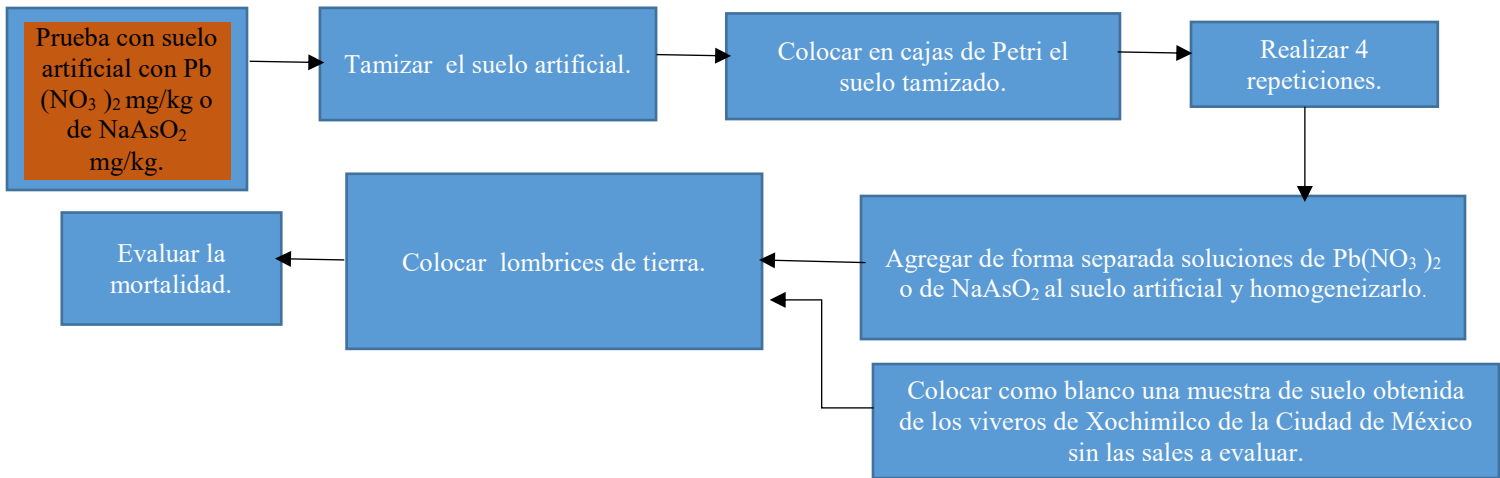 Prueba con suelo
artificial con Pb
(NO₃ )₂ mg/kg o
de NaAsO₂
mg/kg.
Tamizar el suelo artificial.
Colocar en cajas de Petri el
suelo tamizado.
Realizar 4
repeticiones.
Agregar de forma separada soluciones de Pb(NO₃ )₂
o de NaAsO₂ al suelo artificial y homogeneizarlo.
Colocar como blanco una muestra de suelo obtenida
de los viveros de Xochimilco de la Ciudad de México
sin las sales a evaluar.
Colocar lombrices de tierra.
Evaluar la
mortalidad.